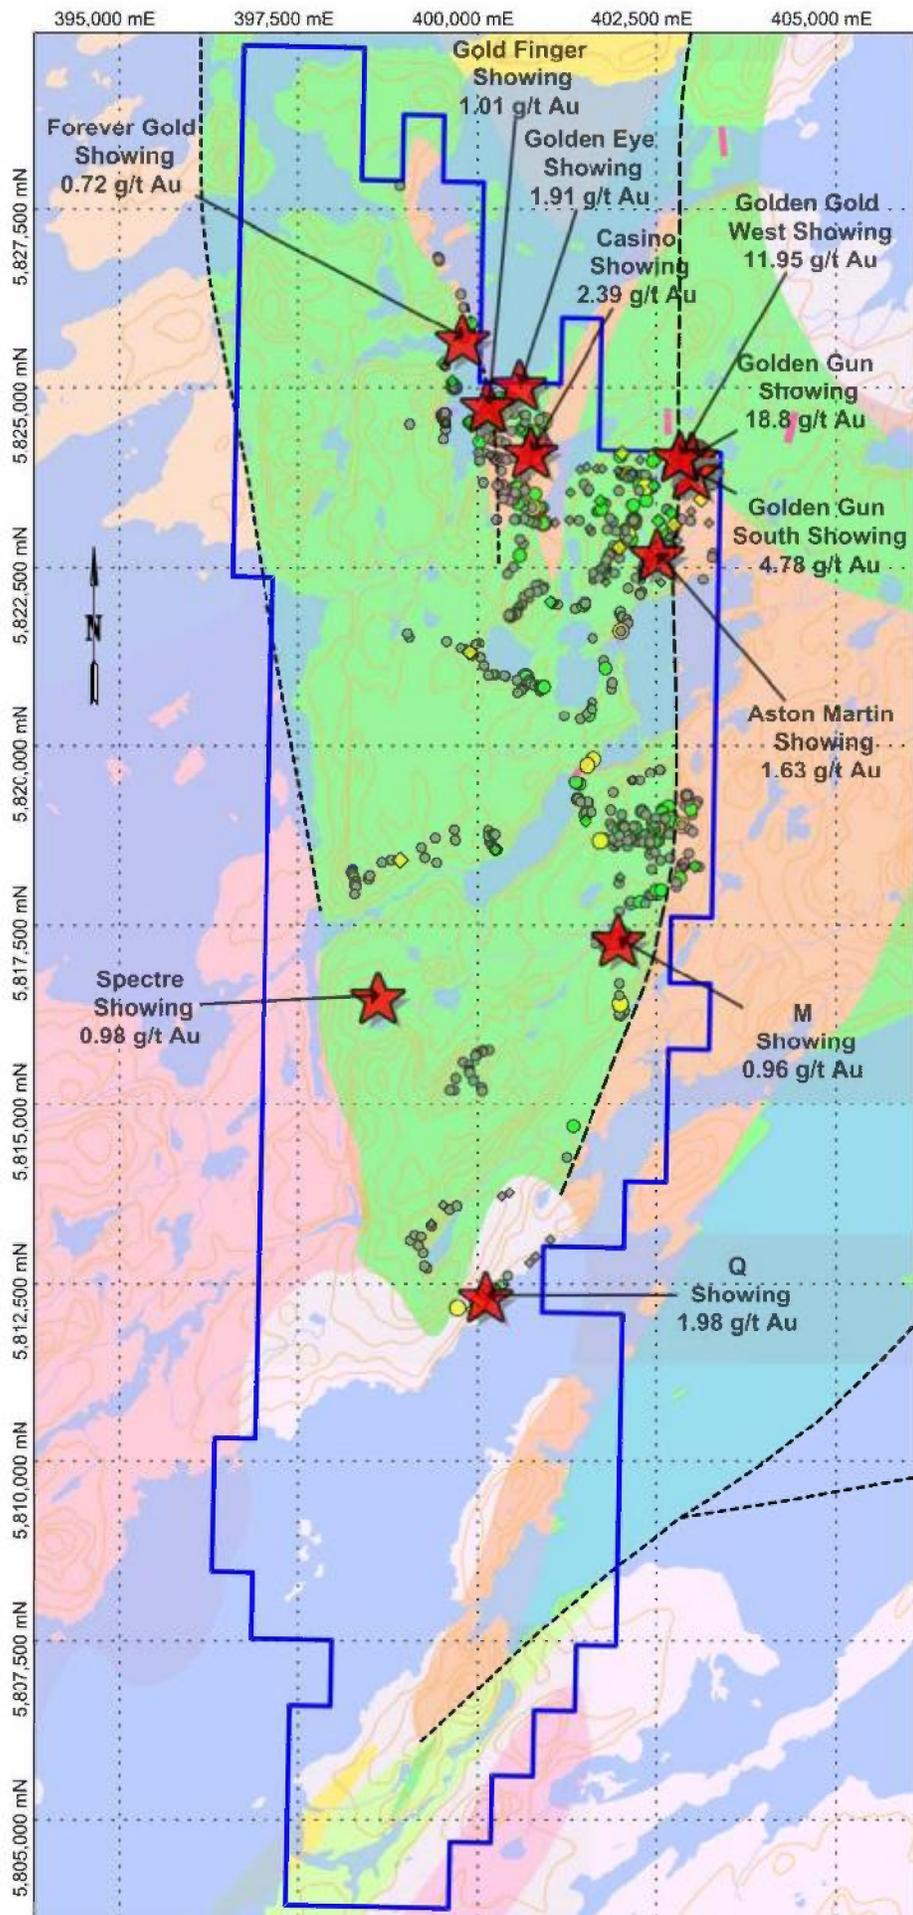 395,000 mE
397,500 mE
400,000 mE
402,500 mE
405,000 mE
Gold Finger
Showing
1.01 g/t Au
Forever Gold
Showing
0.72 g/t Au
Golden Eye
Showing
1.91 g/t Au
Casino
Showing
2.39 g/t Au
Golden Gold
West Showing
11.95 g/t Au
Golden Gun
Showing
18.8 g/t Au
Golden Gun
South Showing
4.78 g/t Au
Aston Martin
Showing
1.63 g/t Au
Spectre
Showing
0.98 g/t Au
M
Showing
0.96 g/t Au
Q
Showing
1.98 g/t Au
N
5,827,500 mN
5,825,000 mN
5,822,500 mN
5,820,000 mN
5,817,500 mN
5,815,000 mN
5,812,500 mN
5,810,000 mN
5,807,500 mN
5,805,000 mN